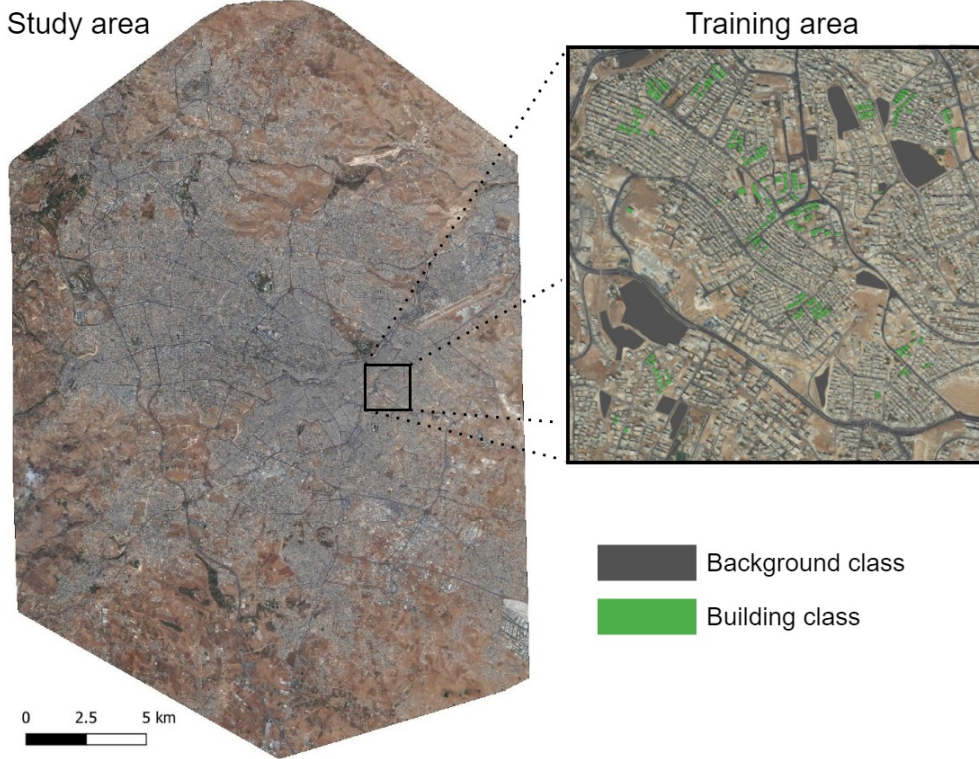 Study area
Training area
Background class
Building class
0 2.5 5 km